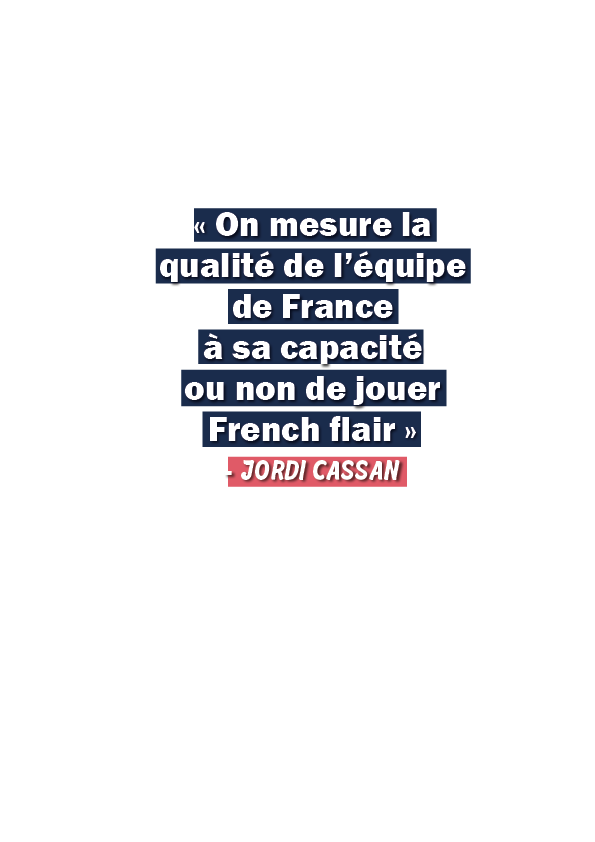 « On mesure la
qualité de l’équipe
de France
à sa capacité
ou non de jouer
French flair »
- JORDI CASSAN